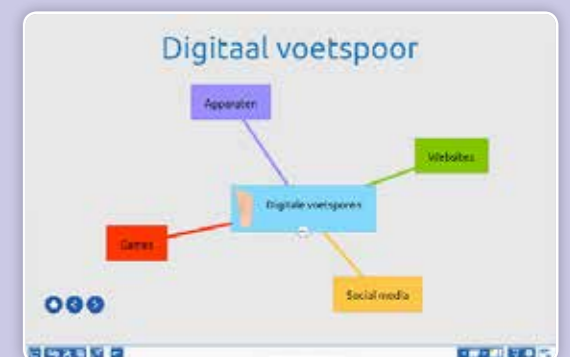 Digitaal voetspoor
Apparaten
Websites
Digitale voetsporen
Games
Social media